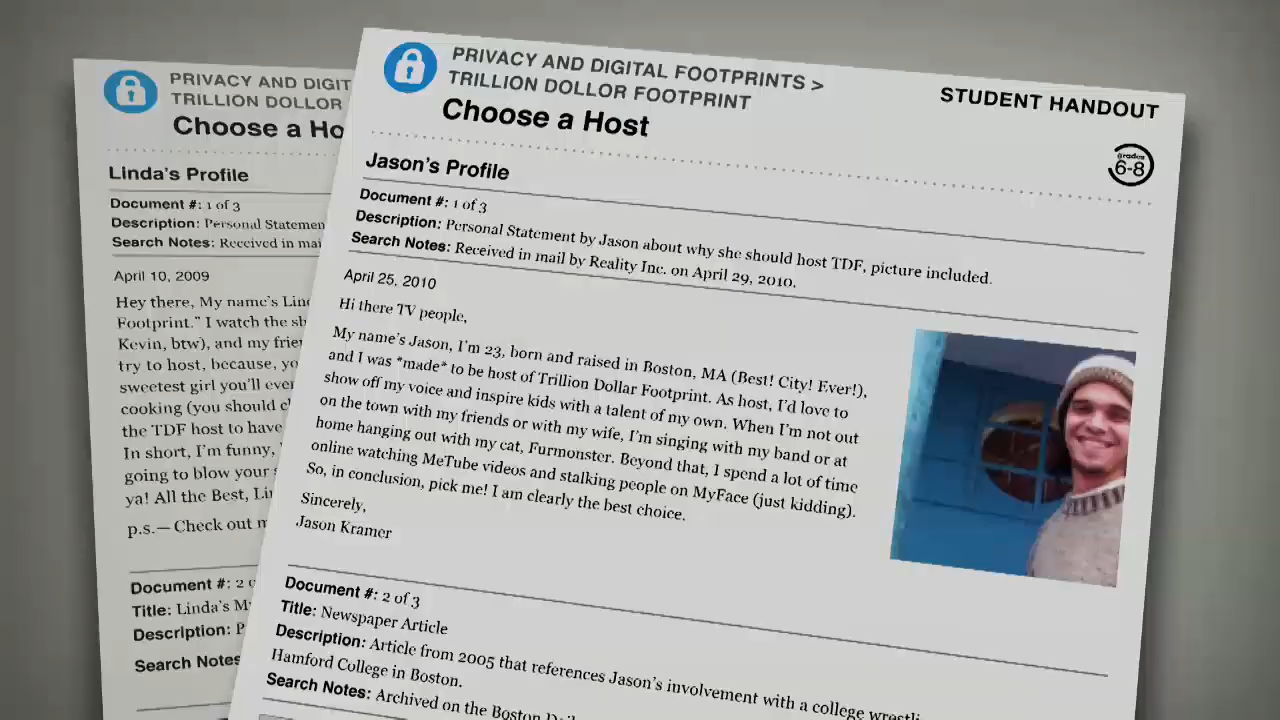 PRIVACY AND DIGIT
TRILLION DOLLOR
Choose a Ho
Linda's Profile
Document #: 1 of 3
Description: Personal Statemen
Search Notes: Received in mai
April 10, 2009
Hey there, My name's Lin
Footprint." I watch the sh
Kevin, btw), and my frie
try to host, because, yo
sweetest girl you'll ever
cooking (you should c
the TDF host to have
In short, I'm funny,
going to blow your
ya! All the Best, Lin
p.s.— Check out m
Document #: 2 o
Title: Linda's M
Description: P
Search Notes
PRIVACY AND DIGITAL FOOTPRINTS >
TRILLION DOLLOR FOOTPRINT
Choose a Host
STUDENT HANDOUT
grades
6-8
Jason's Profile
Document #: 1 of 3
Description: Personal Statement by Jason about why she should host TDF, picture included.
Search Notes: Received in mail by Reality Inc. on April 29, 2010.
April 25, 2010
Hi there TV people,
My name's Jason, I'm 23, born and raised in Boston, MA (Best! City! Ever!),
and I was *made* to be host of Trillion Dollar Footprint. As host, I'd love to
show off my voice and inspire kids with a talent of my own. When I'm not out
on the town with my friends or with my wife, I'm singing with my band or at
home hanging out with my cat, Furmonster. Beyond that, I spend a lot of time
online watching MeTube videos and stalking people on MyFace (just kidding).
So, in conclusion, pick me! I am clearly the best choice.
Sincerely,
Jason Kramer
Document #: 2 of 3
Title: Newspaper Article
Description: Article from 2005 that references Jason's involvement with a college wrestli
Hamford College in Boston.
Search Notes: Archived on the Boston